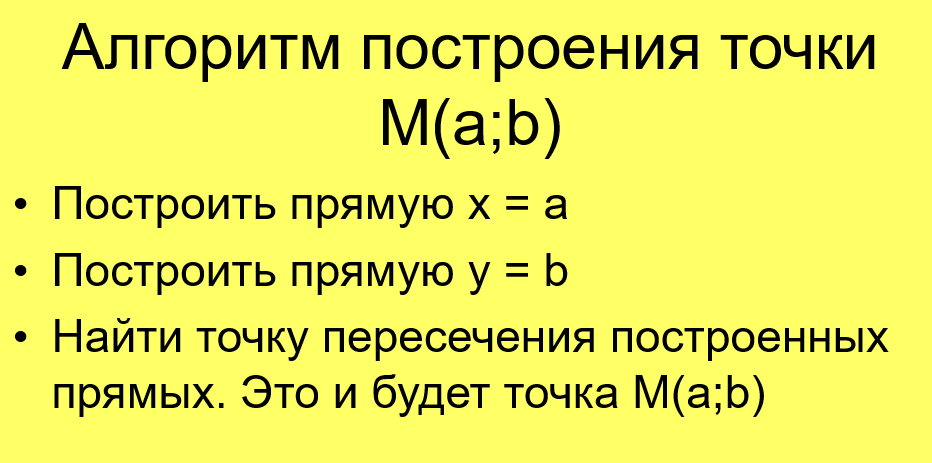 Алгоритм построения точки
M(a;b)
• Построить прямую x = a
• Построить прямую y = b
• Найти точку пересечения построенных
прямых. Это и будет точка M(a;b)